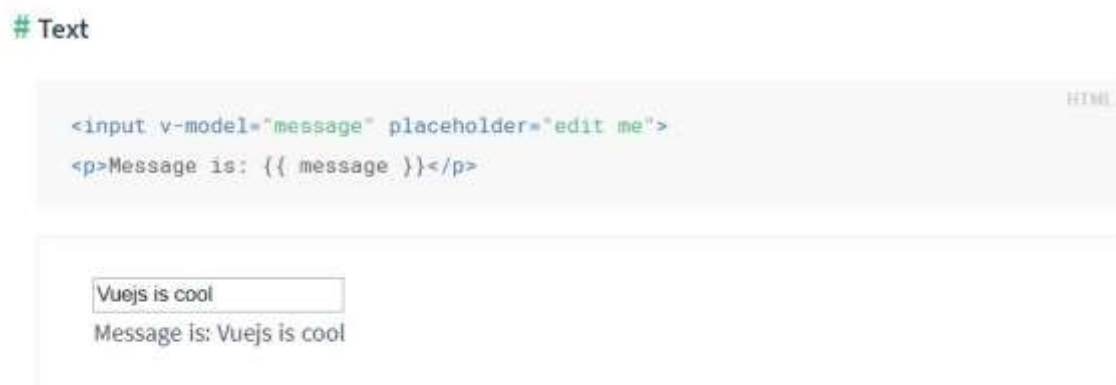 # Text
HTML
<input v-model="message" placeholder="edit me">
<p>Message is: {{ message }}</p>
Vuejs is cool
Message is: Vuejs is cool